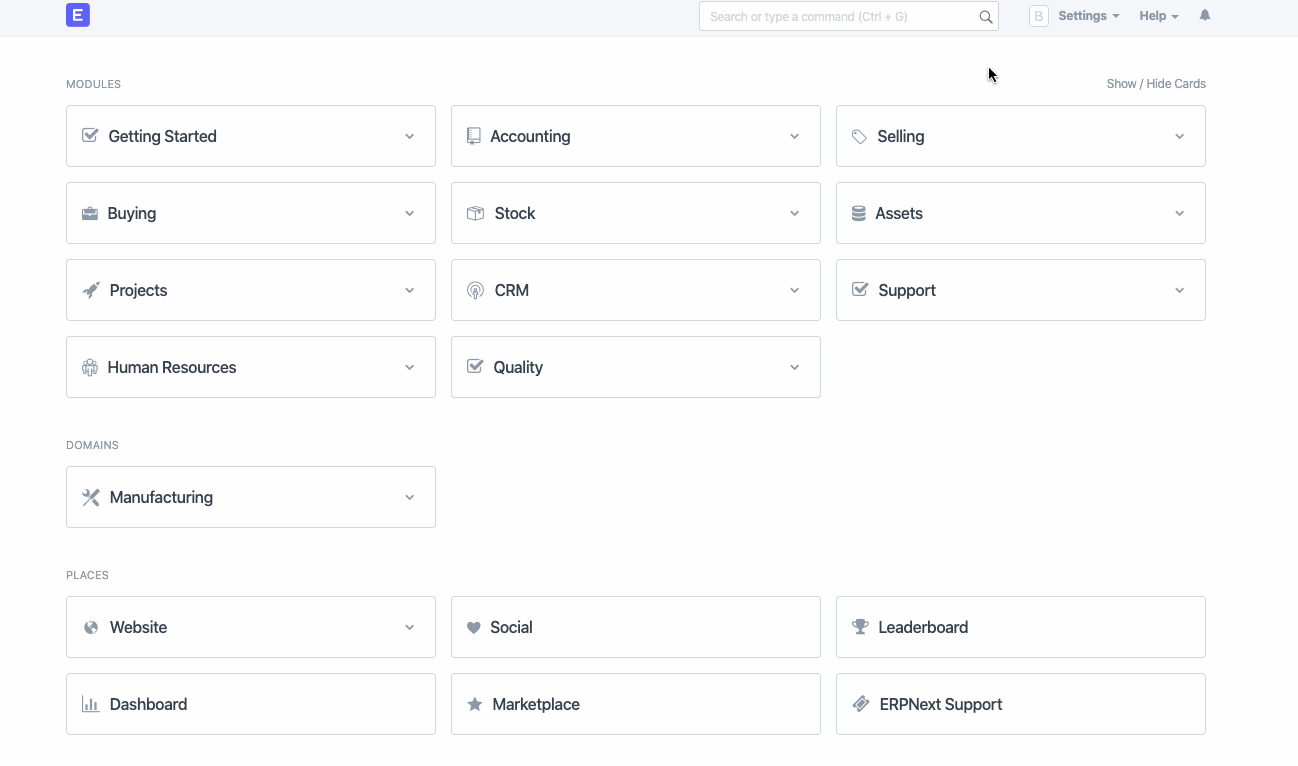 E Search or type a command (Ctrl + G) B Settings Help
MODULES Show / Hide Cards
Getting Started Accounting Selling
Buying Stock Assets
Projects CRM Support
Human Resources Quality
DOMAINS
Manufacturing
PLACES
Website Social Leaderboard
Dashboard Marketplace ERPNext Support